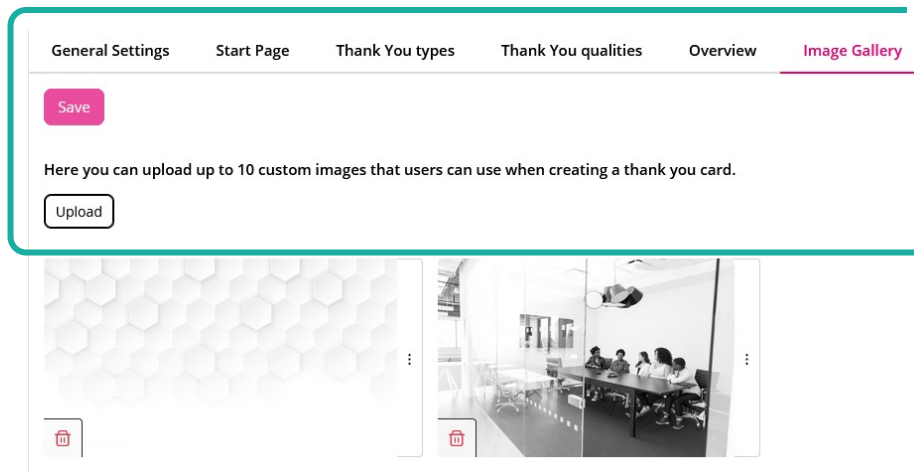 General Settings Start Page Thank You types Thank You qualities Overview Image Gallery
Save
Here you can upload up to 10 custom images that users can use when creating a thank you card.
Upload